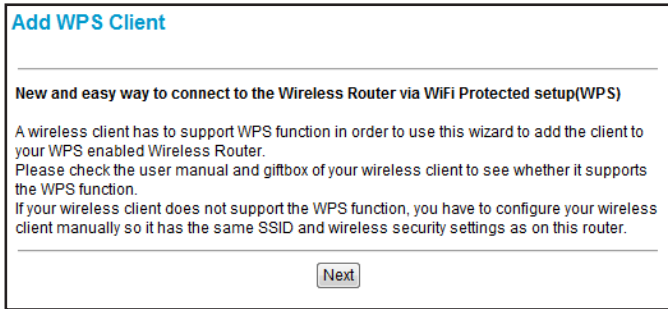 Add WPS Client
New and easy way to connect to the Wireless Router via WiFi Protected setup(WPS)
A wireless client has to support WPS function in order to use this wizard to add the client to
your WPS enabled Wireless Router.
Please check the user manual and giftbox of your wireless client to see whether it supports
the WPS function.
If your wireless client does not support the WPS function, you have to configure your wireless
client manually so it has the same SSID and wireless security settings as on this router.
Next